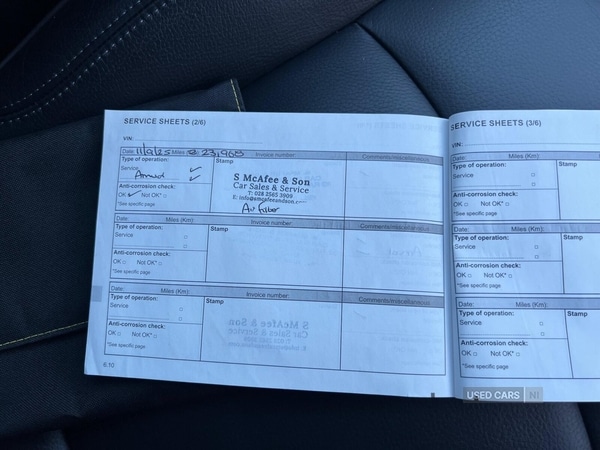 SERVICE SHEETS (2/6)
VIN:
Date: 11/9/25 Miles @ 23,965 Invoice number: Comments/miscellaneous
Type of operation: Stamp
Service ✓
Annual ✓
Anti-corrosion check:
OK ✓ Not OK* □
*See specific page
S McAfee & Son
Car Sales & Service
T: 028 2565 3909
E: info@smcafeeandson.c
Air Filter
Date: Miles (Km): Invoice number: Comments/miscellaneous
Type of operation: Stamp
Service □
□
Anti-corrosion check:
OK □ Not OK* □
*See specific page
Date: Miles (Km): Invoice number: Comments/miscellaneous
Type of operation: Stamp
Service □
□
Anti-corrosion check:
OK □ Not OK* □
*See specific page
6.10
SERVICE SHEETS (3/6)
VIN:
Date: Miles (Km):
Type of operation: Stamp
Service □
□
Anti-corrosion check:
OK □ Not OK* □
*See specific page
Date: Miles (Km):
Type of operation: Stamp
Service □
□
Anti-corrosion check:
OK □ Not OK* □
*See specific page
Date: Miles (Km):
Type of operation: Stamp
Service □
□
Anti-corrosion check:
OK □ Not OK* □
*See specific page
USED CARS NI